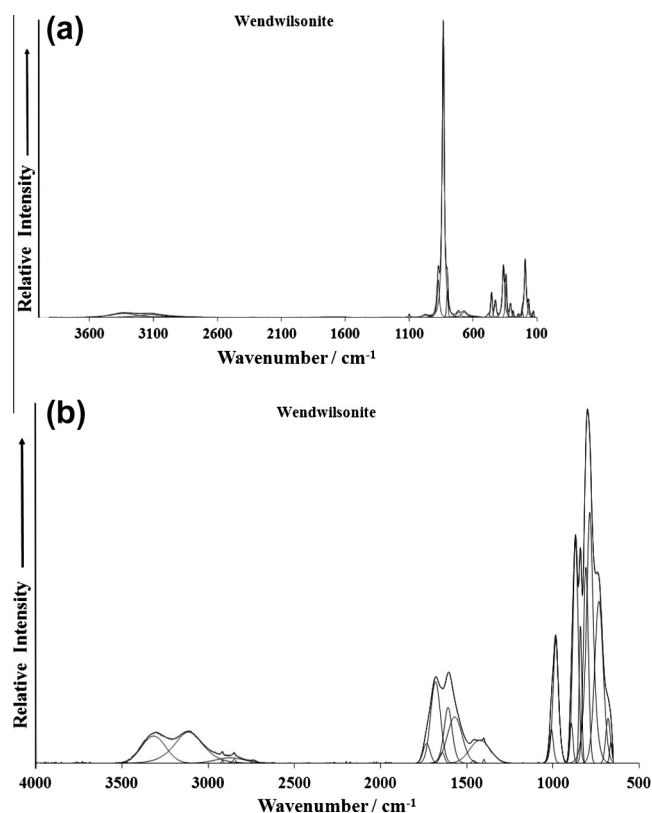 (a)
Wendwilsonite
Relative Intensity
3600 3100 2600 2100 1600 1100 600 100
Wavenumber / cm-1
(b)
Wendwilsonite
Relative Intensity
4000 3500 3000 2500 2000 1500 1000 500
Wavenumber / cm-1